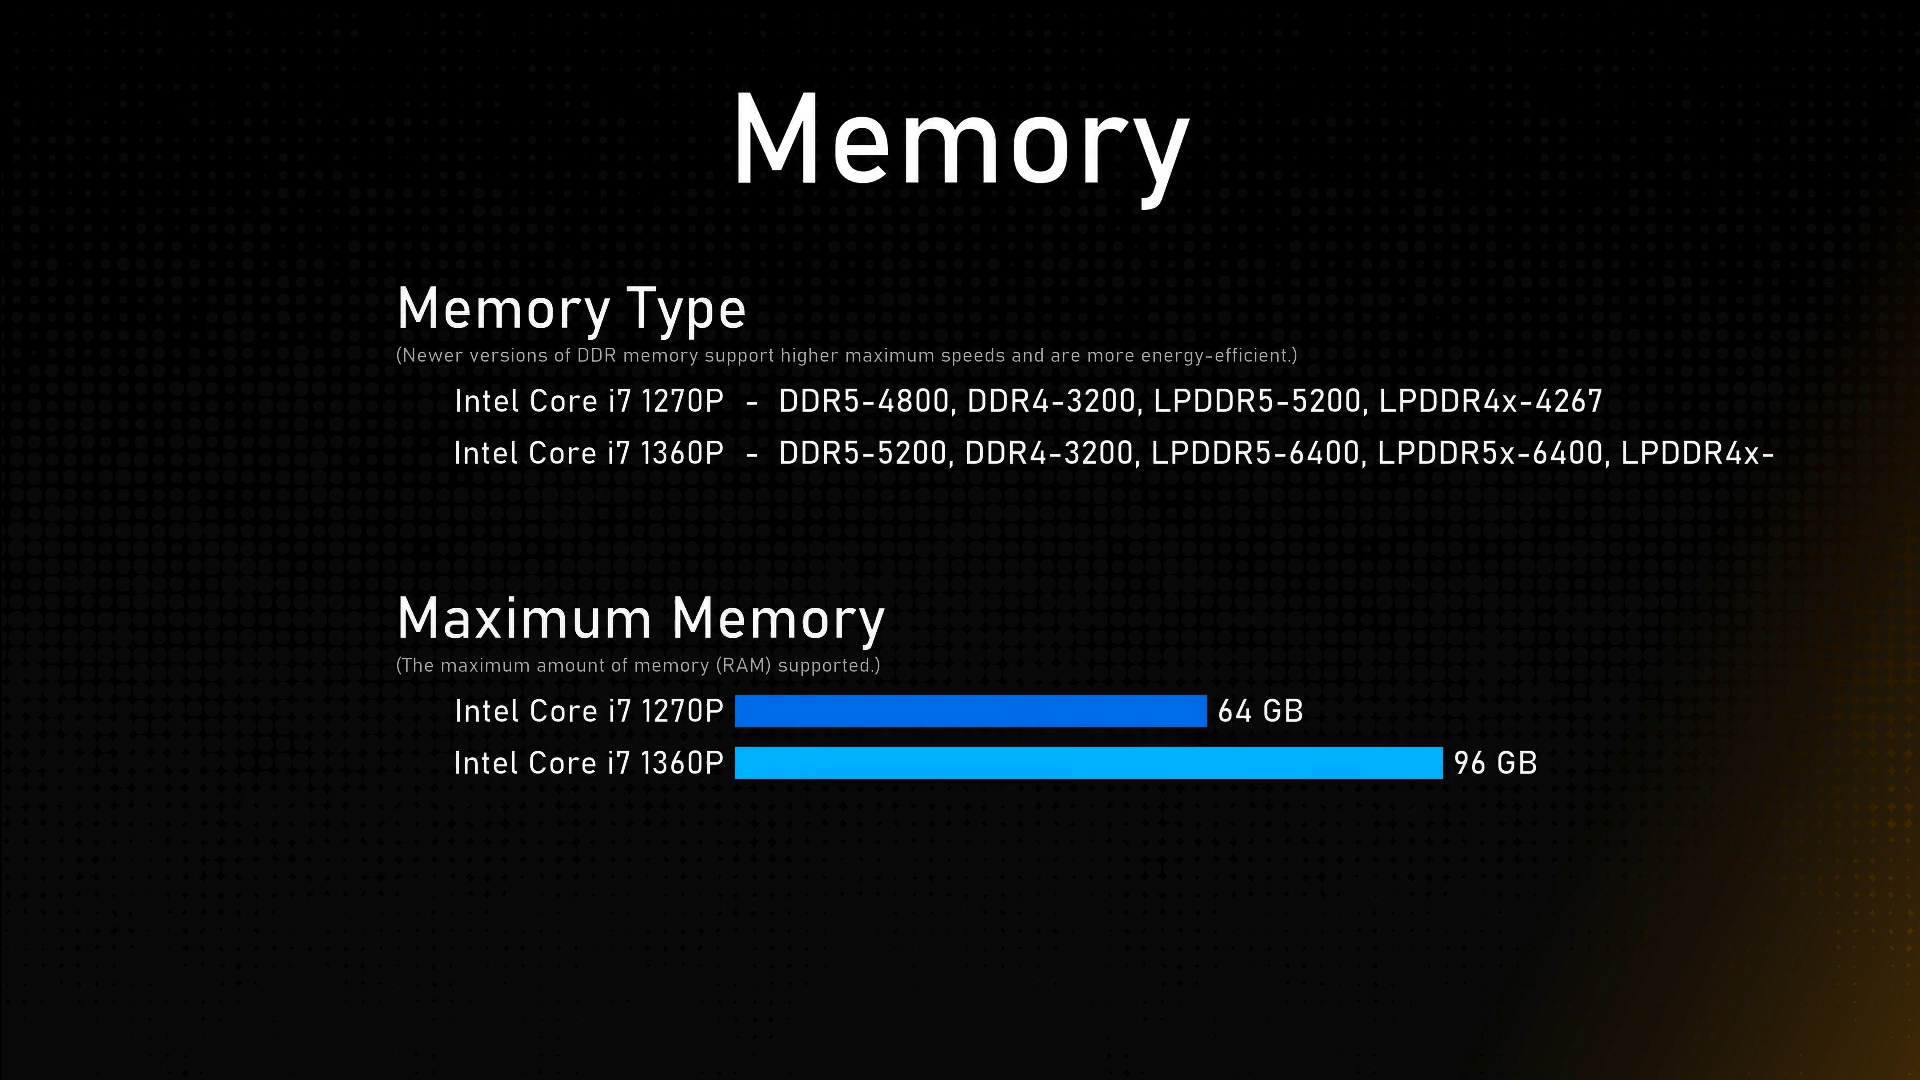 Memory
Memory Type
(Newer versions of DDR memory support higher maximum speeds and are more energy-efficient.)
Intel Core i7 1270P - DDR5-4800, DDR4-3200, LPDDR5-5200, LPDDR4x-4267
Intel Core i7 1360P - DDR5-5200, DDR4-3200, LPDDR5-6400, LPDDR5x-6400, LPDDR4x-
Maximum Memory
(The maximum amount of memory (RAM) supported.)
Intel Core i7 1270P 64 GB
Intel Core i7 1360P 96 GB